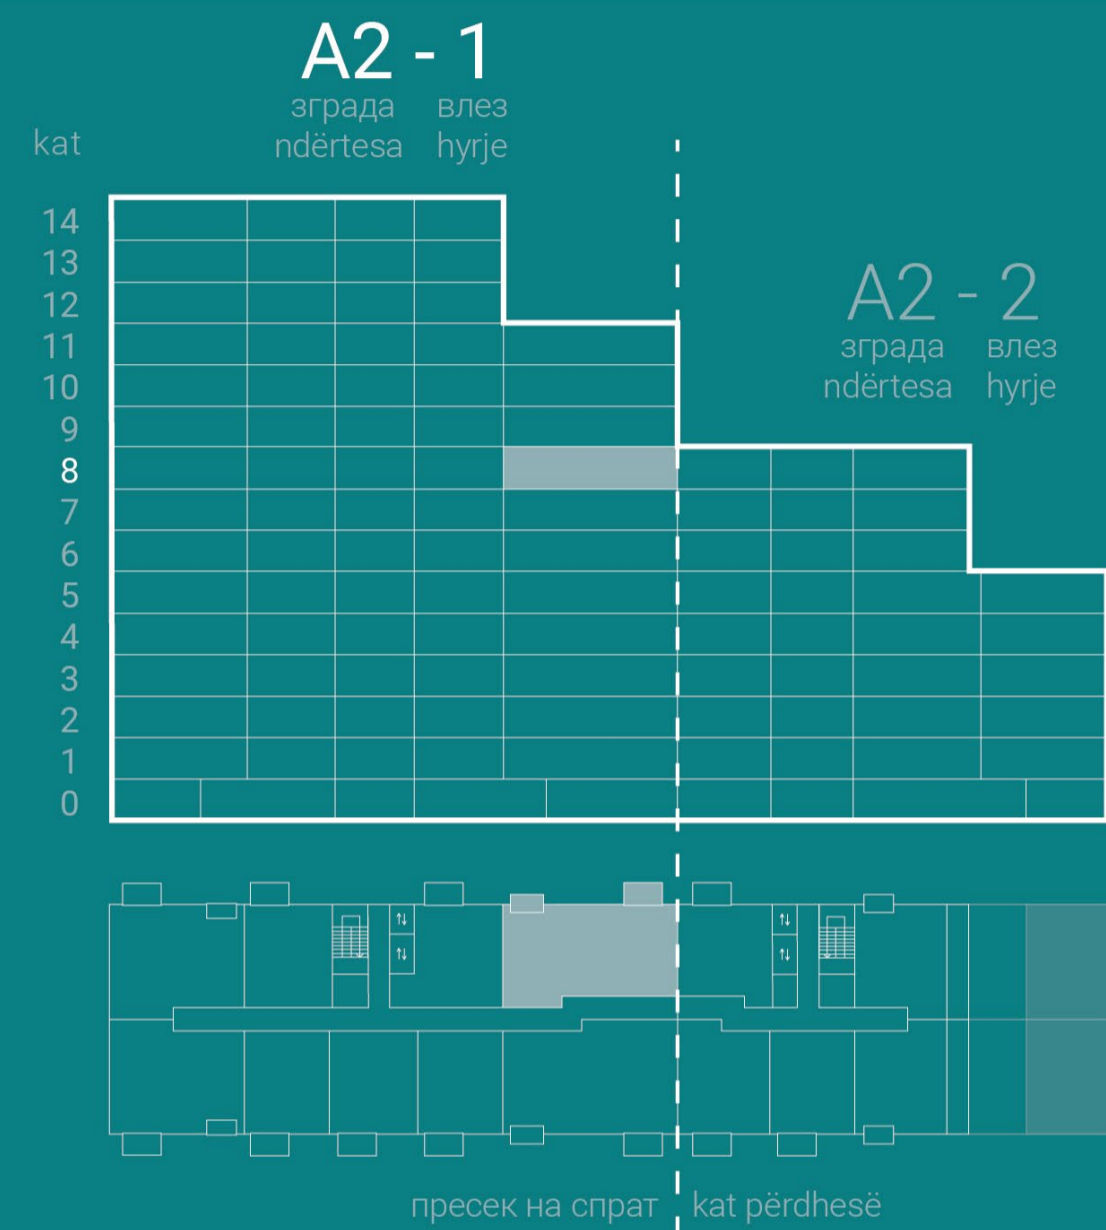 A2 - 1
зграда влез
ndërtesa hyrje
kat
14
13
12
11
10
9
8
7
6
5
4
3
2
1
0
A2 - 2
зграда влез
ndërtesa hyrje
пресек на спрат kat përdhesë